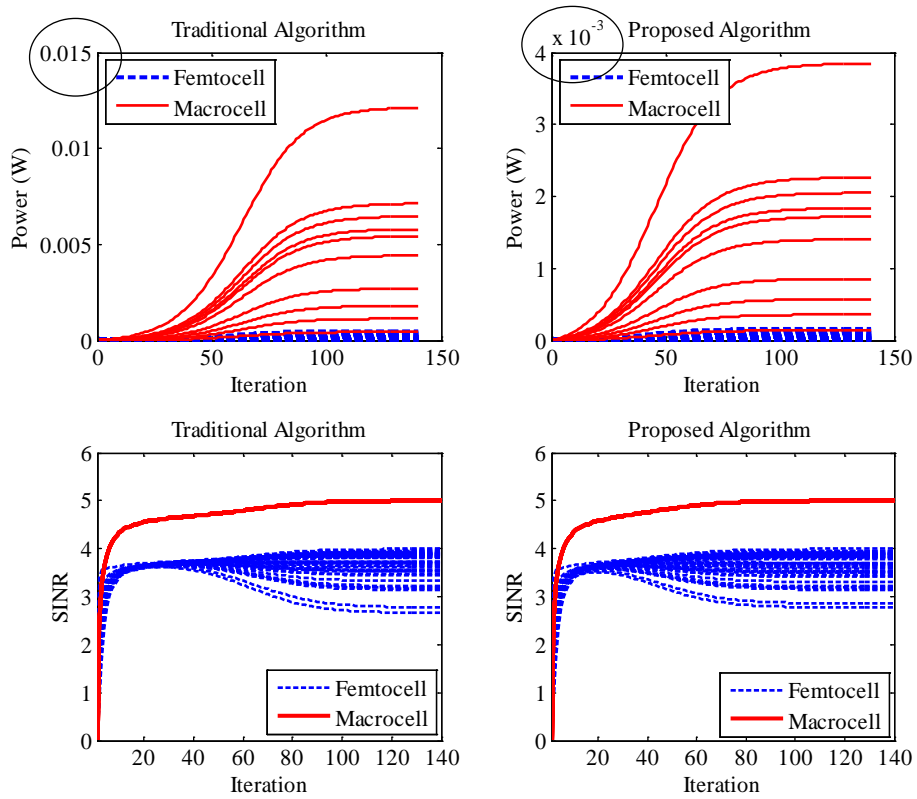 Traditional Algorithm
0.015
0.01
0.005
0
Power (W)
Femtocell
Macrocell
0 50 100 150
Iteration
Proposed Algorithm
x 10^-3
4
3
2
1
0
Power (W)
Femtocell
Macrocell
0 50 100 150
Iteration
Traditional Algorithm
6
5
4
3
2
1
0
SINR
Femtocell
Macrocell
20 40 60 80 100 120 140
Iteration
Proposed Algorithm
6
5
4
3
2
1
0
SINR
Femtocell
Macrocell
20 40 60 80 100 120 140
Iteration